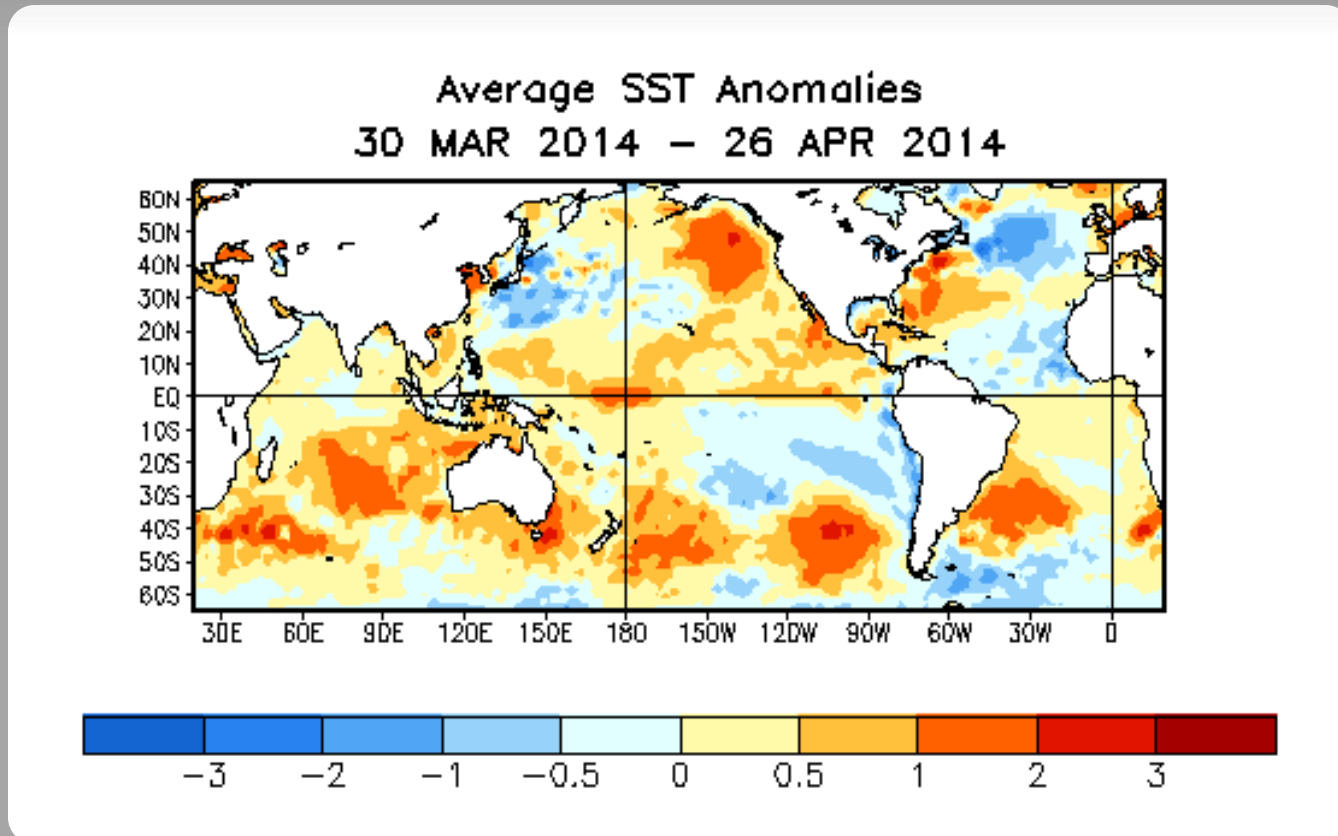 Average SST Anomalies
30 MAR 2014 – 26 APR 2014
60N
50N
40N
30N
20N
10N
EQ
10S
20S
30S
40S
50S
60S
30E 60E 90E 120E 150E 180 150W 120W 90W 60W 30W 0
−3 −2 −1 −0.5 0 0.5 1 2 3